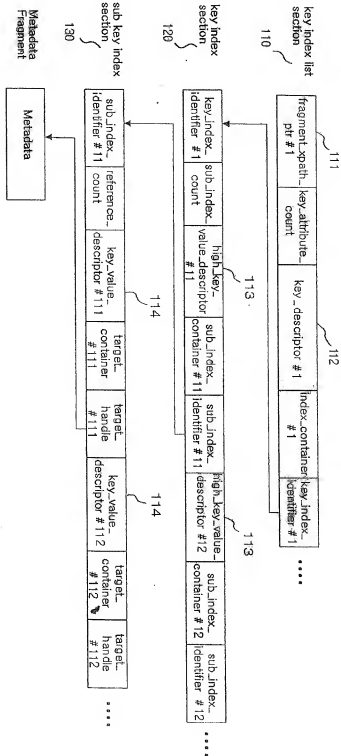 key index list
section
110
111
fragment_xpath_
ptr #1
key_attribute_
count
112
key_descriptor #1
index_container
#1
key_index_
identifier #1
....
key index
section
120
key_index_
identifier #1
sub_index_
count
113
high_key_
value_descriptor
#11
sub_index_
container #11
sub_index_
identifier #11
113
high_key_value_
descriptor #12
sub_index_
container #12
sub_index_
identifier #12
....
sub key index
section
130
sub_index_
identifier #11
reference_
count
114
key_value_
descriptor #111
target_
container
#111
target_
handle
#111
114
key_value_
descriptor #112
target_
container
#112
target_
handle
#112
....
Metadata
Fragment
Metadata